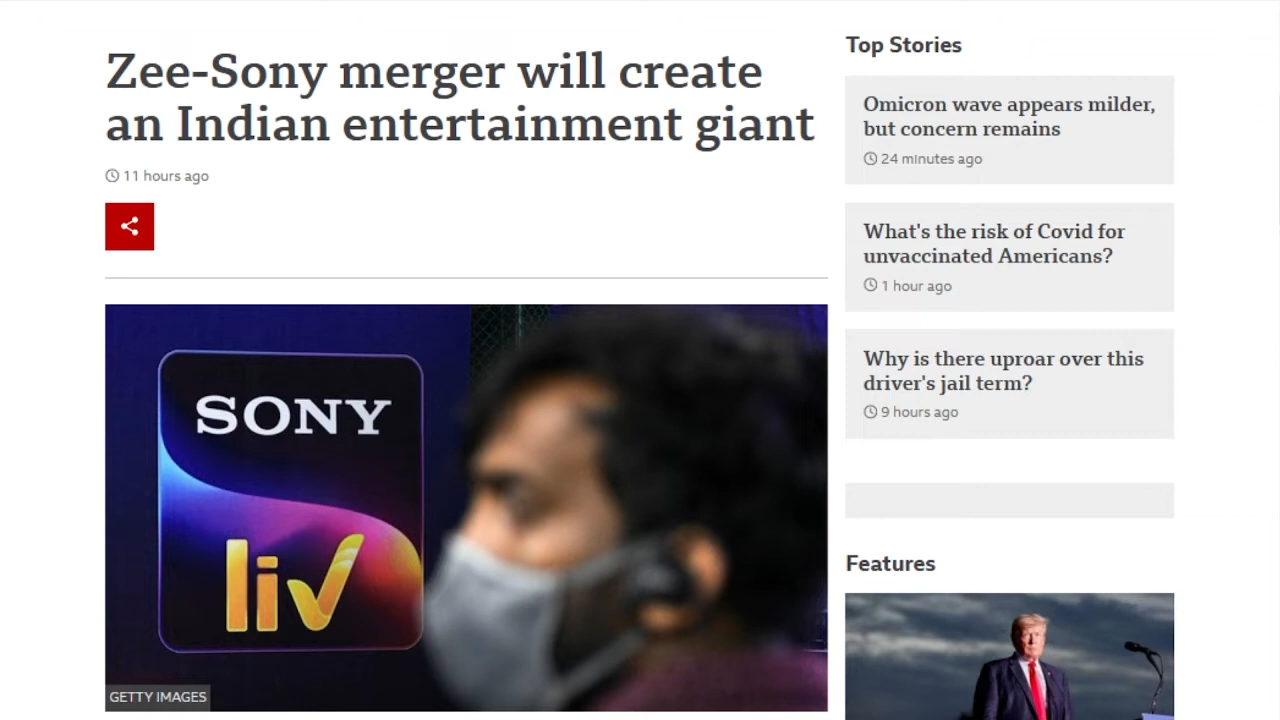 Zee-Sony merger will create
an Indian entertainment giant
11 hours ago
SONY
liv
GETTY IMAGES
Top Stories
Omicron wave appears milder,
but concern remains
24 minutes ago
What's the risk of Covid for
unvaccinated Americans?
1 hour ago
Why is there uproar over this
driver's jail term?
9 hours ago
Features